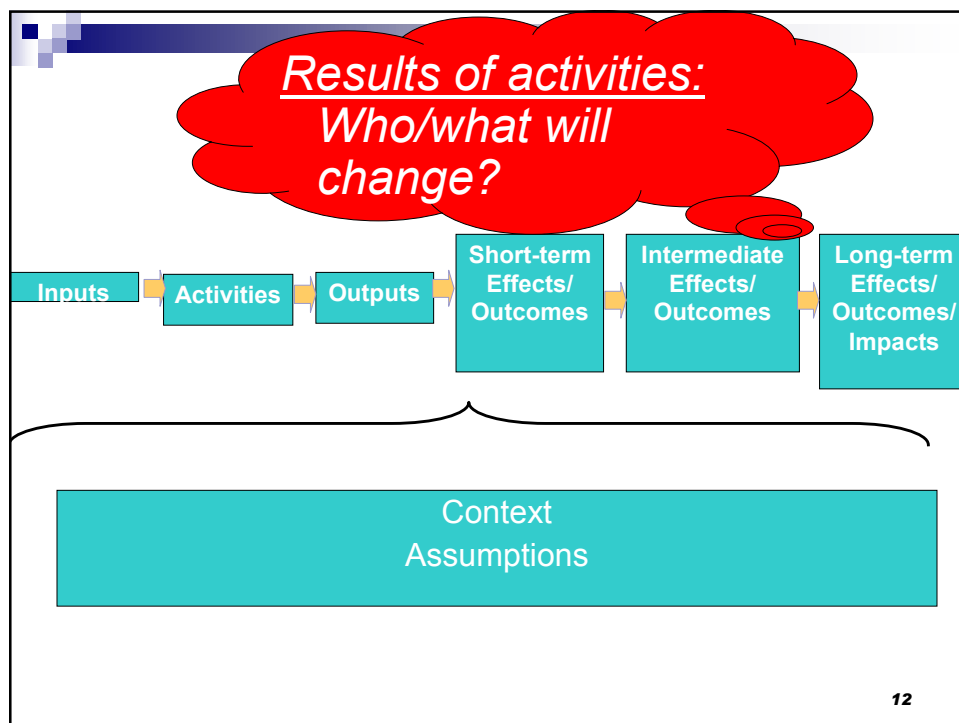 Results of activities:
Who/what will
change?
Inputs
Activities
Outputs
Short-term
Effects/
Outcomes
Intermediate
Effects/
Outcomes
Long-term
Effects/
Outcomes/
Impacts
Context
Assumptions
12